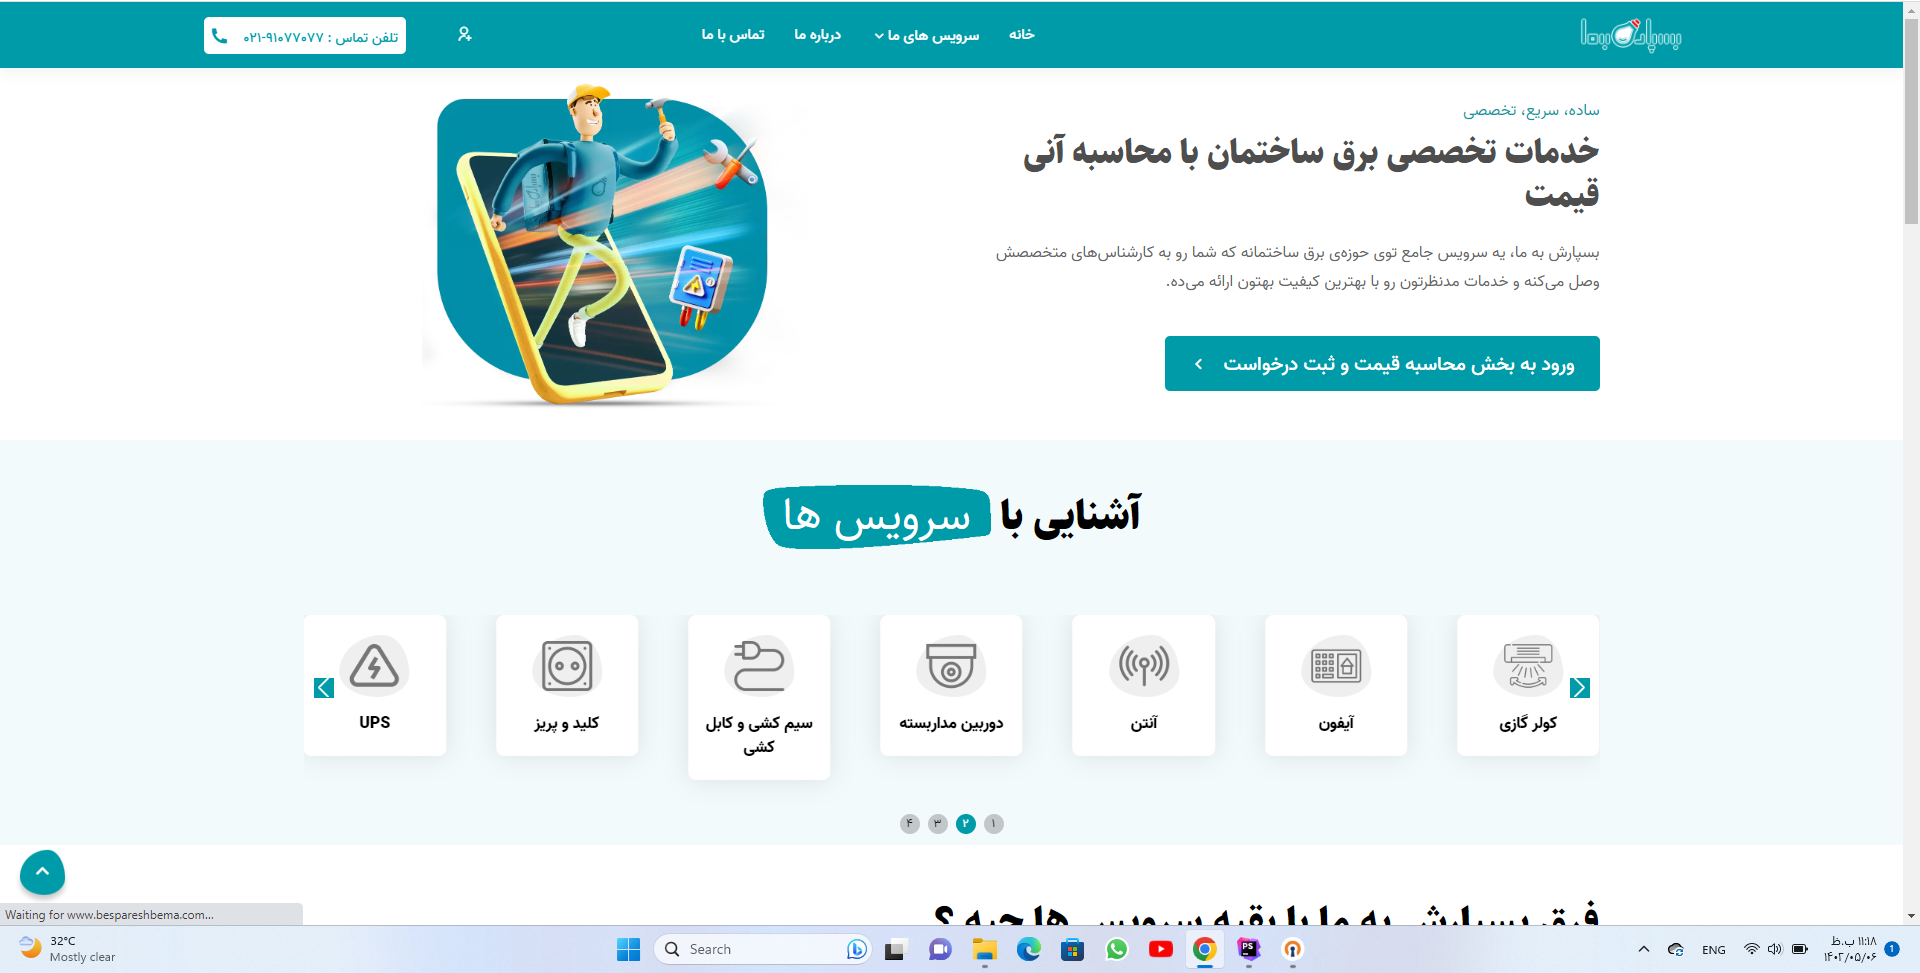 بسپارش به ما
خانه
سرویس های ما
درباره ما
تماس با ما
تلفن تماس : ۹۱۰۷۷۰۷۷-۰۲۱
ساده، سریع، تخصصی
خدمات تخصصی برق ساختمان با محاسبه آنی
قیمت
بسپارش به ما، یه سرویس جامع توی حوزه‌ی برق ساختمانه که شما رو به کارشناس‌های متخصصش
وصل می‌کنه و خدمات مدنظرتون رو با بهترین کیفیت بهتون ارائه می‌ده.
ورود به بخش محاسبه قیمت و ثبت درخواست
آشنایی با سرویس ها
کولر گازی
آیفون
آنتن
دوربین مداربسته
سیم کشی و کابل
کشی
کلید و پریز
UPS
۱ ۲ ۳ ۴
فرق بسپارش به ما با بقیه سرویس ها چیه ؟
Waiting for www.bespareshbema.com...
32°C
Mostly clear
Search
PS
ENG
۱۱:۱۸ ب.ظ
۱۴۰۲/۰۵/۰۶
1